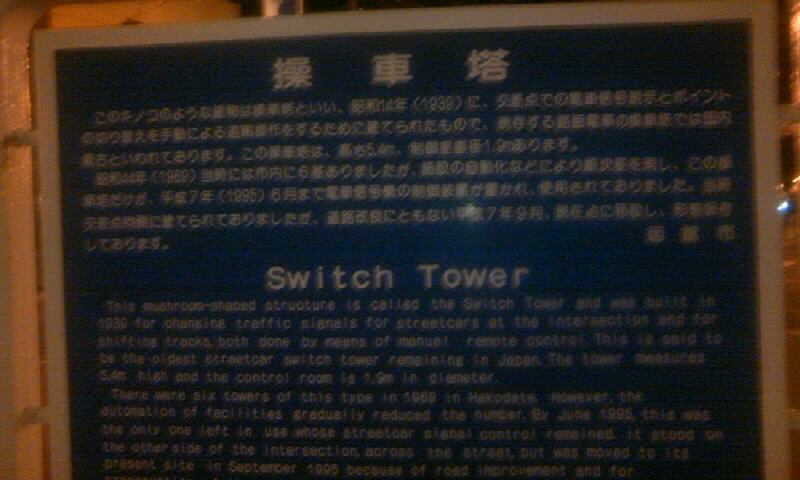 操車塔
このキノコのような建物は操車塔といい、昭和14年（1939）に、交差点での電車信号表示とポイント
の切り替えを手動による遠隔操作をするために建てられたもので、現存する路面電車の操車塔では国内
最古といわれております。この操車塔は、高さ5.4m、制御室直径1.9mあります。
昭和44年（1969）当時には市内に6基ありましたが、施設の自動化などにより順次姿を消し、この操
車塔だけが、平成7年（1995）6月まで電車信号機の制御装置が置かれ、使用されておりました。当時
交差点向側に建てられておりましたが、道路改良にともない平成7年9月、現在地に移設し、形態保存
しております。
函館市
Switch Tower
This mushroom-shaped structure is called the Switch Tower and was built in
1939 for changing traffic signals for streetcars at the intersection and for
shifting tracks, both done by means of manual remote control. This is said to
be the oldest streetcar switch tower remaining in Japan. The tower measures
5.4m high and the control room is 1.9m in diameter.
There were six towers of this type in 1969 in Hakodate. However, the
automation of facilities gradually reduced the number. By June 1995, this was
the only one left in use whose streetcar signal control remained. it stood on
the other side of the intersection, across the street, but was moved to its
present site in September 1995 because of road improvement and for